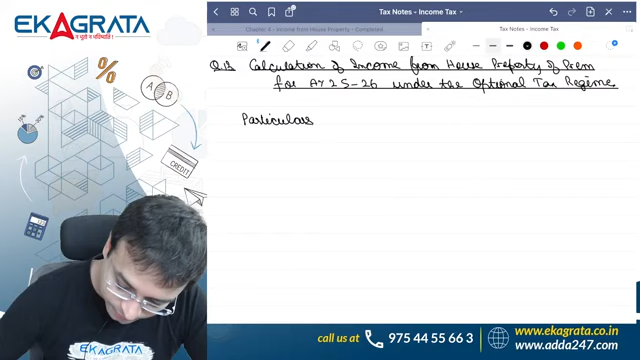 EKAGRATA
Tax Notes - Income Tax
Chapter 4 - Income from House Property - Completed
Tax Notes - Income Tax
Q.13 Calculation of Income from House Property of Prem
for AY 25-26 under the Optional Tax Regime
Particulars
%
A
B
CREDIT
EKAGRATA
call us at
975 44 55 66 3
www.ekagrata.co.in
www.adda247.com